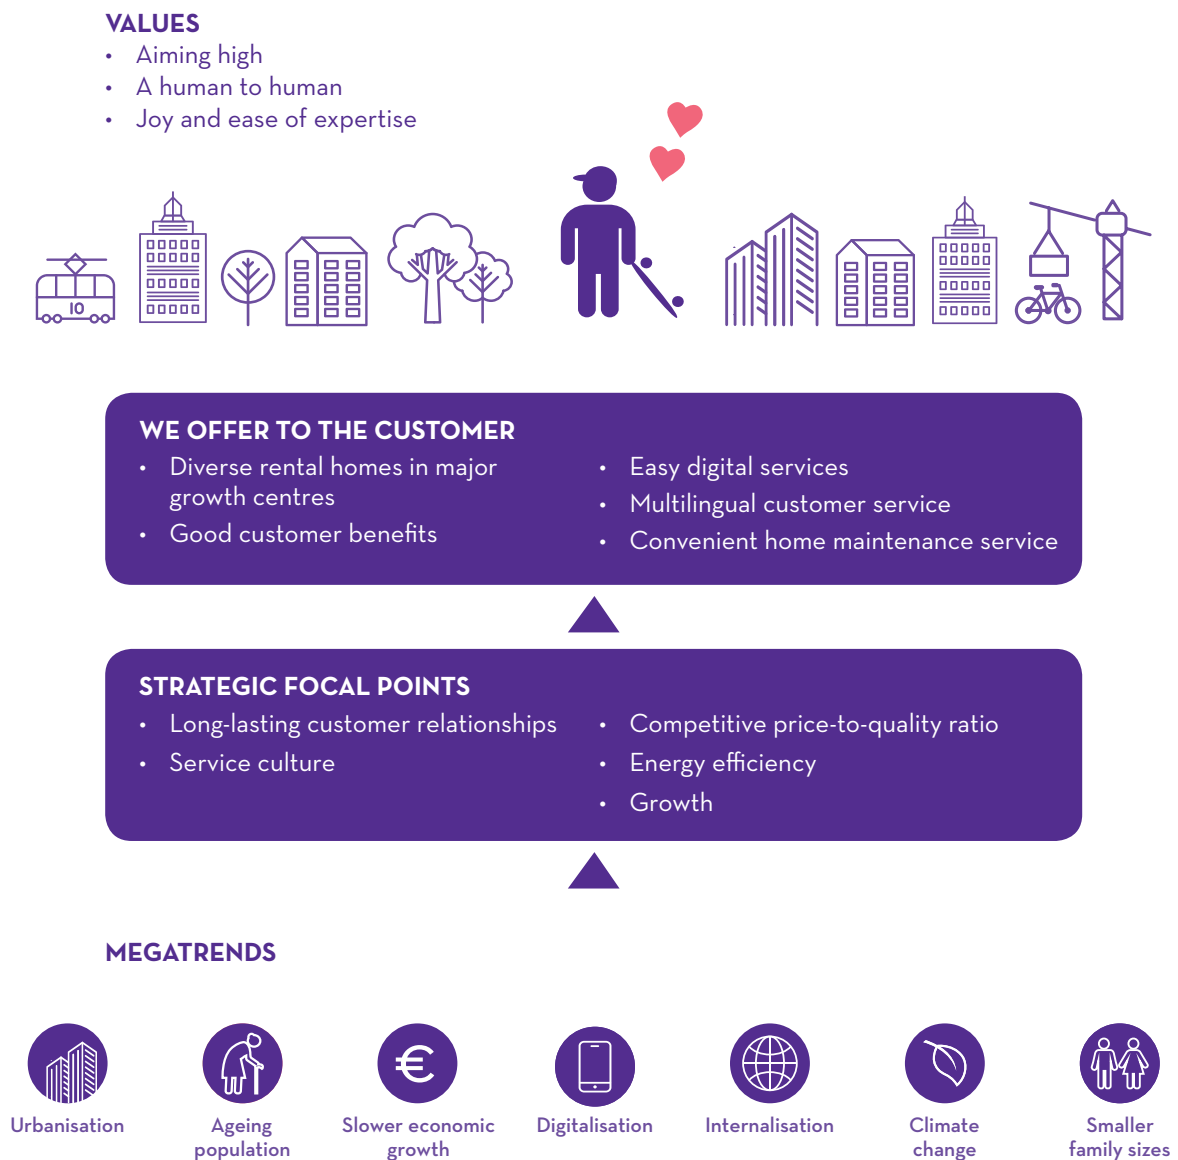 VALUES
• Aiming high
• A human to human
• Joy and ease of expertise
10
WE OFFER TO THE CUSTOMER
• Diverse rental homes in major
growth centres
• Good customer benefits
• Easy digital services
• Multilingual customer service
• Convenient home maintenance service
STRATEGIC FOCAL POINTS
• Long-lasting customer relationships
• Service culture
• Competitive price-to-quality ratio
• Energy efficiency
• Growth
MEGATRENDS
€
Urbanisation
Ageing
population
Slower economic
growth
Digitalisation
Internalisation
Climate
change
Smaller
family sizes